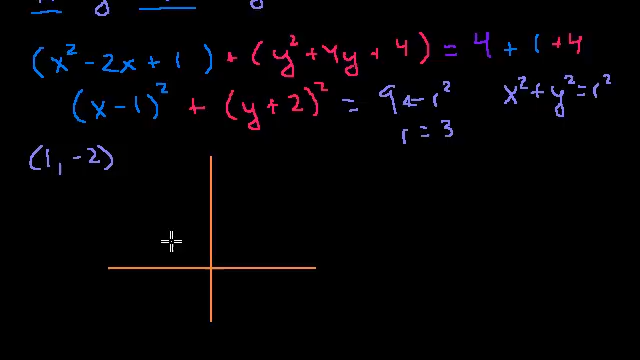 (x² - 2x + 1) + (y² + 4y + 4) = 4 + 1 + 4
(x - 1)² + (y + 2)² = 9 ← r² x² + y² = r²
r = 3
(1, -2)